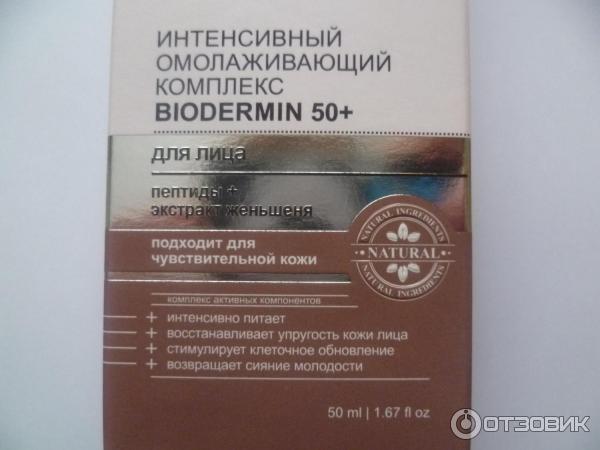 ИНТЕНСИВНЫЙ
ОМОЛАЖИВАЮЩИЙ
КОМПЛЕКС
BIODERMIN 50+
для лица
пептиды +
экстракт женьшеня
подходит для
чувствительной кожи
NATURAL INGREDIENTS
NATURAL
NATURAL INGREDIENTS
комплекс активных компонентов
+ интенсивно питает
+ восстанавливает упругость кожи лица
+ стимулирует клеточное обновление
+ возвращает сияние молодости
50 ml | 1.67 fl oz
ОТЗОВИК